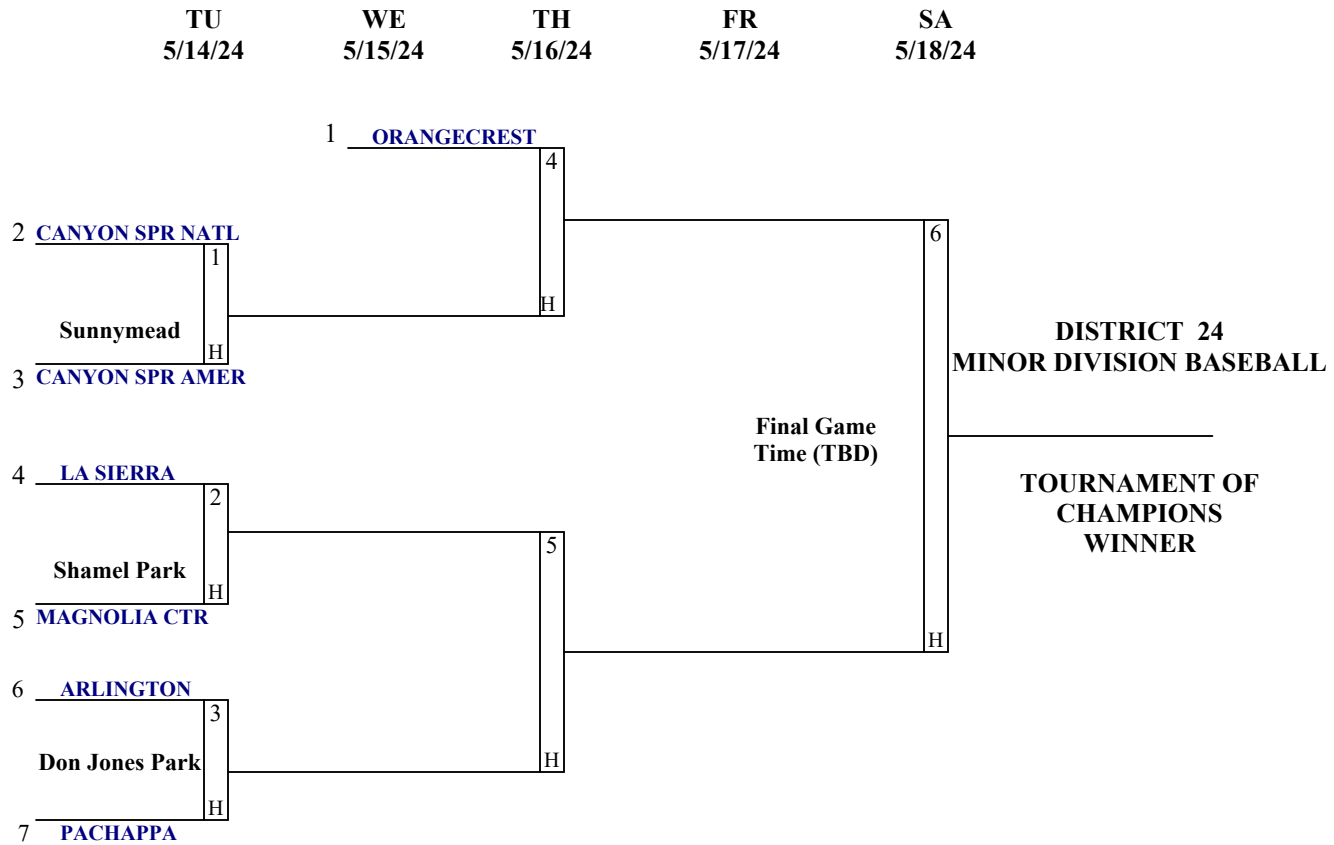 TU WE TH FR SA
5/14/24 5/15/24 5/16/24 5/17/24 5/18/24
1 ORANGECREST
4
2 CANYON SPR NATL
6
1
H
Sunnymead
DISTRICT 24
H
MINOR DIVISION BASEBALL
3 CANYON SPR AMER
Final Game
Time (TBD)
4 LA SIERRA
TOURNAMENT OF
2
CHAMPIONS
5
WINNER
Shamel Park
H
5 MAGNOLIA CTR
H
6 ARLINGTON
3
Don Jones Park
H
H
7 PACHAPPA